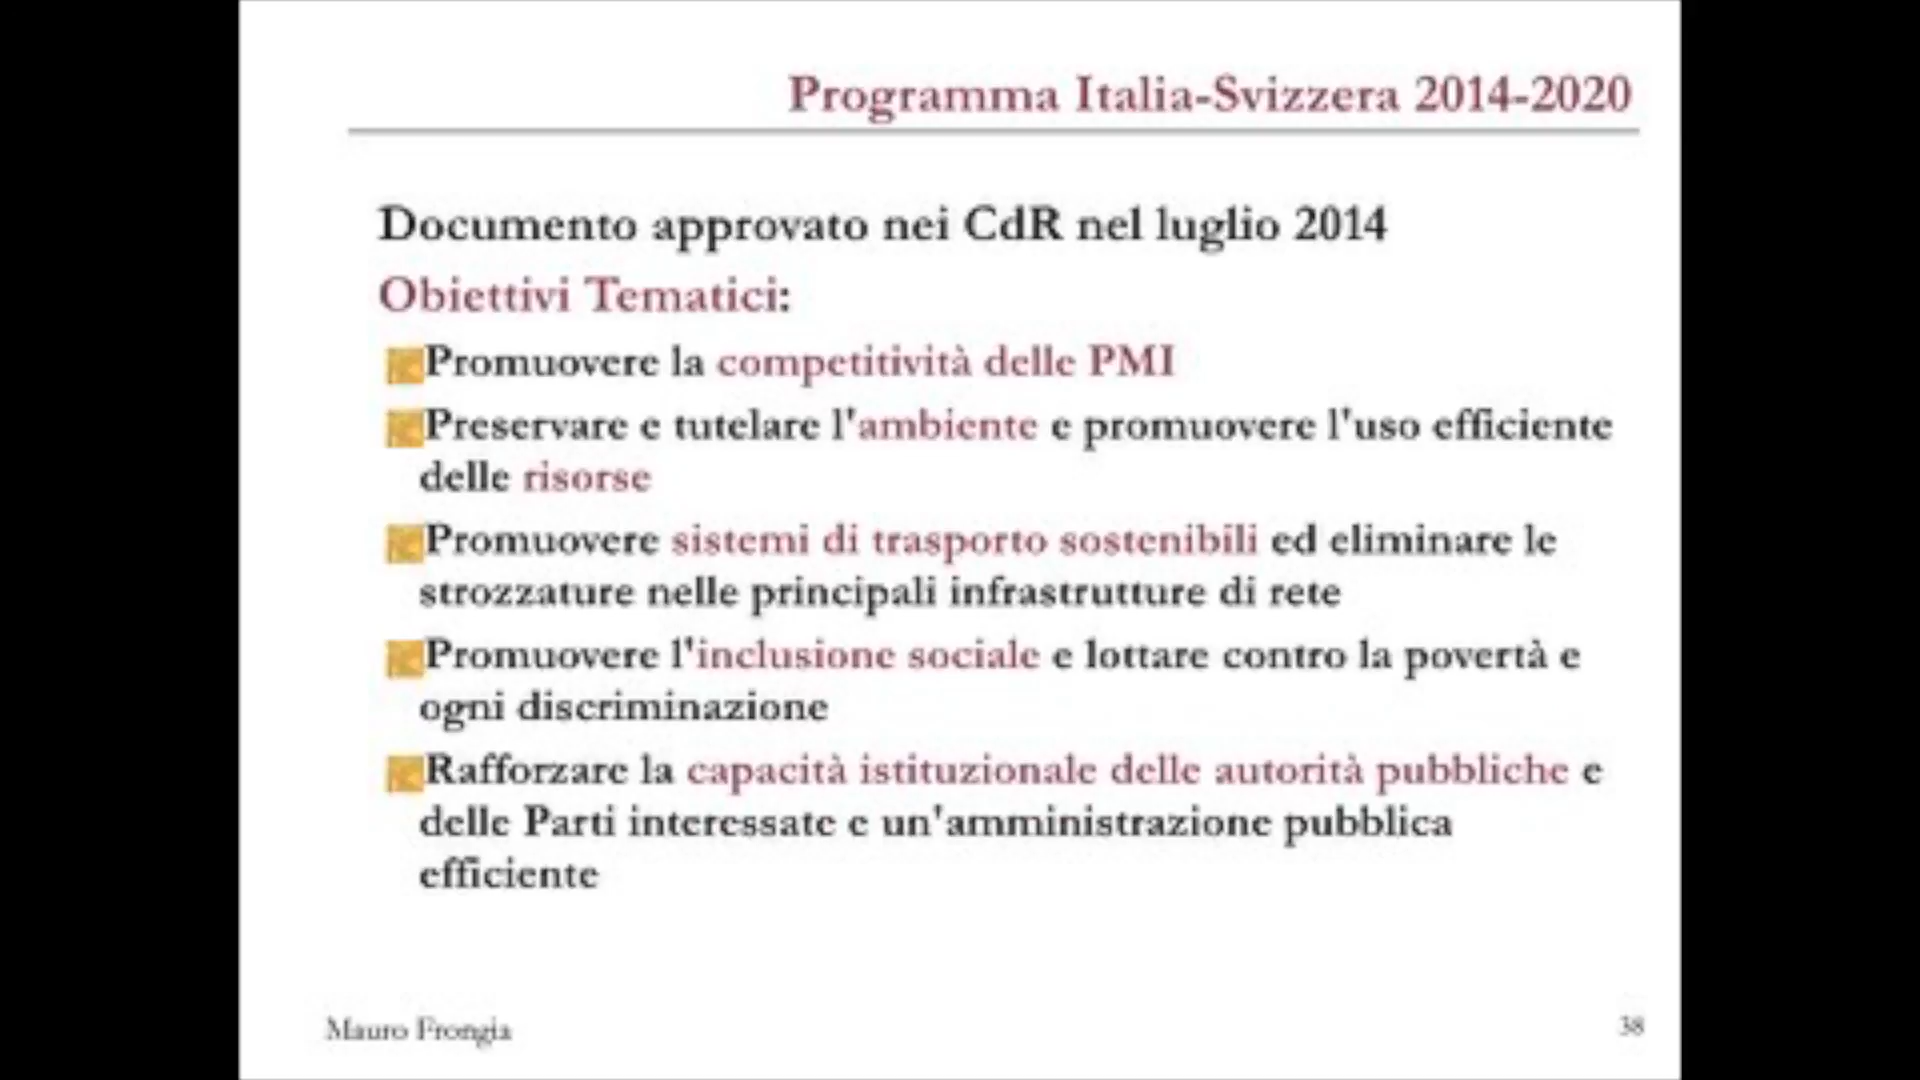 Programma Italia-Svizzera 2014-2020
Documento approvato nei CdR nel luglio 2014
Obiettivi Tematici:
Promuovere la competitività delle PMI
Preservare e tutelare l'ambiente e promuovere l'uso efficiente
delle risorse
Promuovere sistemi di trasporto sostenibili ed eliminare le
strozzature nelle principali infrastrutture di rete
Promuovere l'inclusione sociale e lottare contro la povertà e
ogni discriminazione
Rafforzare la capacità istituzionale delle autorità pubbliche e
delle Parti interessate e un'amministrazione pubblica
efficiente
Mauro Frongia
38